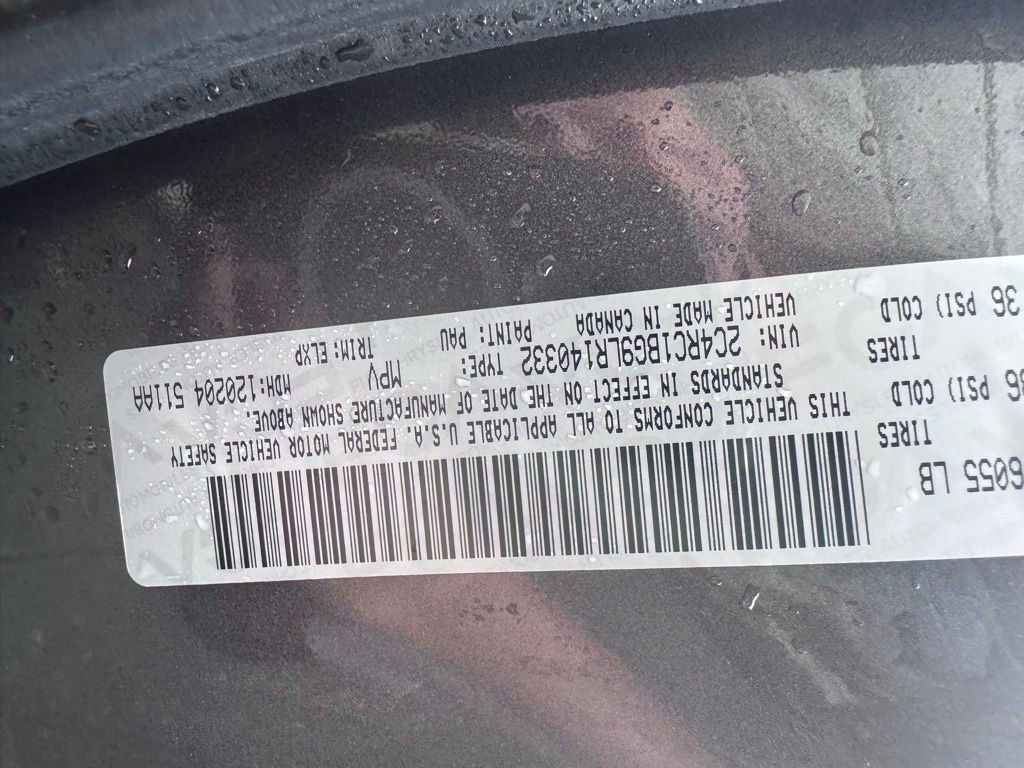 6055 LB
TIRES
6 PSI) COLD
TIRES
36 PSI) COLD
THIS VEHICLE CONFORMS TO ALL APPLICABLE U.S.A. FEDERAL MOTOR VEHICLE SAFETY
STANDARDS IN EFFECT ON THE DATE OF MANUFACTURE SHOWN ABOVE.
VIN: 2C4RC1BG9LR140332 TYPE: MPV MDH: 120204 511AA
VEHICLE MADE IN CANADA PAINT: PAU TRIM: ELXP